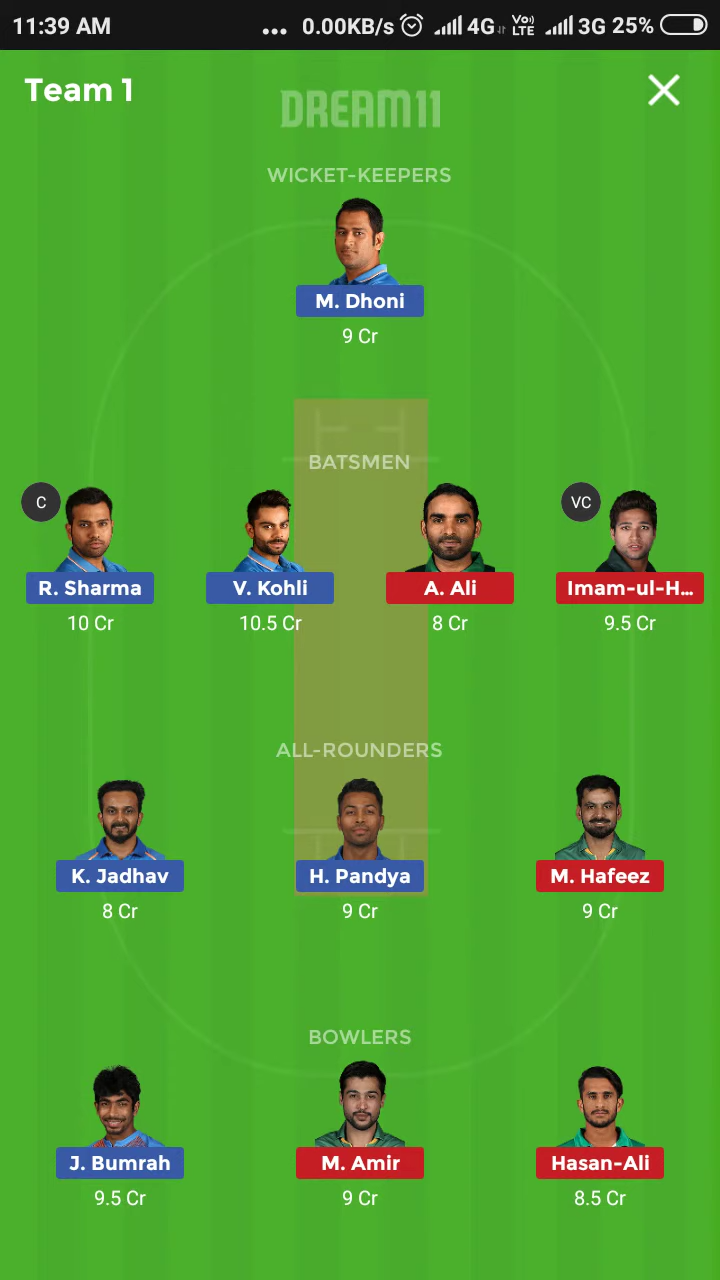 11:39 AM ... 0.00KB/s 4G VoLTE 3G 25%
Team 1
DREAM11
WICKET-KEEPERS
M. Dhoni
9 Cr
BATSMEN
C VC
R. Sharma V. Kohli A. Ali Imam-ul-H...
10 Cr 10.5 Cr 8 Cr 9.5 Cr
ALL-ROUNDERS
K. Jadhav H. Pandya M. Hafeez
8 Cr 9 Cr 9 Cr
BOWLERS
J. Bumrah M. Amir Hasan-Ali
9.5 Cr 9 Cr 8.5 Cr